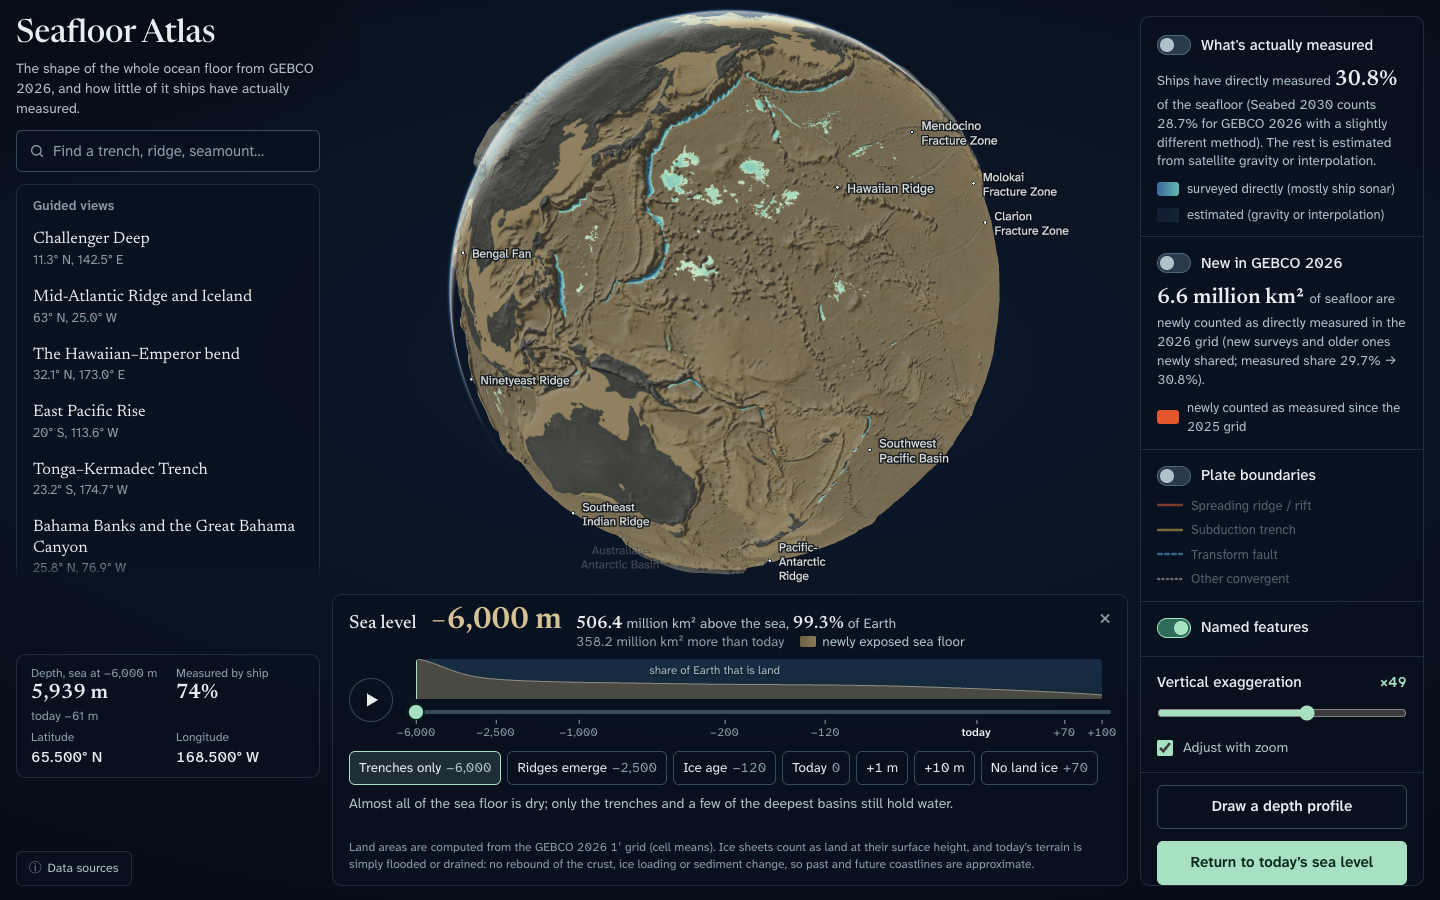 Seafloor Atlas
The shape of the whole ocean floor from GEBCO
2026, and how little of it ships have actually
measured.
Find a trench, ridge, seamount...
Guided views
Challenger Deep
11.3° N, 142.5° E
Mid-Atlantic Ridge and Iceland
63° N, 25.0° W
The Hawaiian–Emperor bend
32.1° N, 173.0° E
East Pacific Rise
20° S, 113.6° W
Tonga–Kermadec Trench
23.2° S, 174.7° W
Bahama Banks and the Great Bahama
Canyon
25.8° N, 76.9° W
Depth, sea at −6,000 m
5,939 m
today −61 m
Measured by ship
74%
Latitude
65.500° N
Longitude
168.500° W
Data sources
Mendocino
Fracture Zone
Molokai
Fracture Zone
Hawaiian Ridge
Clarion
Fracture Zone
Bengal Fan
Ninetyeast Ridge
Southwest
Pacific Basin
Southeast
Indian Ridge
Australian-
Antarctic Basin
Pacific-
Antarctic
Ridge
Sea level −6,000 m
506.4 million km² above the sea, 99.3% of Earth
358.2 million km² more than today newly exposed sea floor
×
share of Earth that is land
−6,000 −2,500 −1,000 −200 −120 today +70 +100
Trenches only −6,000 Ridges emerge −2,500 Ice age −120 Today 0 +1 m +10 m No land ice +70
Almost all of the sea floor is dry; only the trenches and a few of the deepest basins still hold water.
Land areas are computed from the GEBCO 2026 1′ grid (cell means). Ice sheets count as land at their surface height, and today's terrain is
simply flooded or drained: no rebound of the crust, ice loading or sediment change, so past and future coastlines are approximate.
What's actually measured
Ships have directly measured 30.8%
of the seafloor (Seabed 2030 counts
28.7% for GEBCO 2026 with a slightly
different method). The rest is estimated
from satellite gravity or interpolation.
surveyed directly (mostly ship sonar)
estimated (gravity or interpolation)
New in GEBCO 2026
6.6 million km² of seafloor are
newly counted as directly measured in the
2026 grid (new surveys and older ones
newly shared; measured share 29.7% →
30.8%).
newly counted as measured since the
2025 grid
Plate boundaries
Spreading ridge / rift
Subduction trench
Transform fault
Other convergent
Named features
Vertical exaggeration ×49
Adjust with zoom
Draw a depth profile
Return to today's sea level